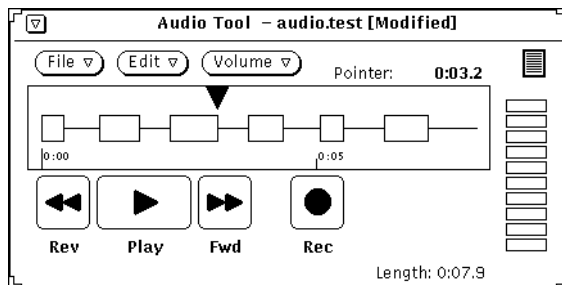 Audio Tool – audio.test [Modified]
File Edit Volume Pointer: 0:03.2
0:00 0:05
Rev Play Fwd Rec
Length: 0:07.9